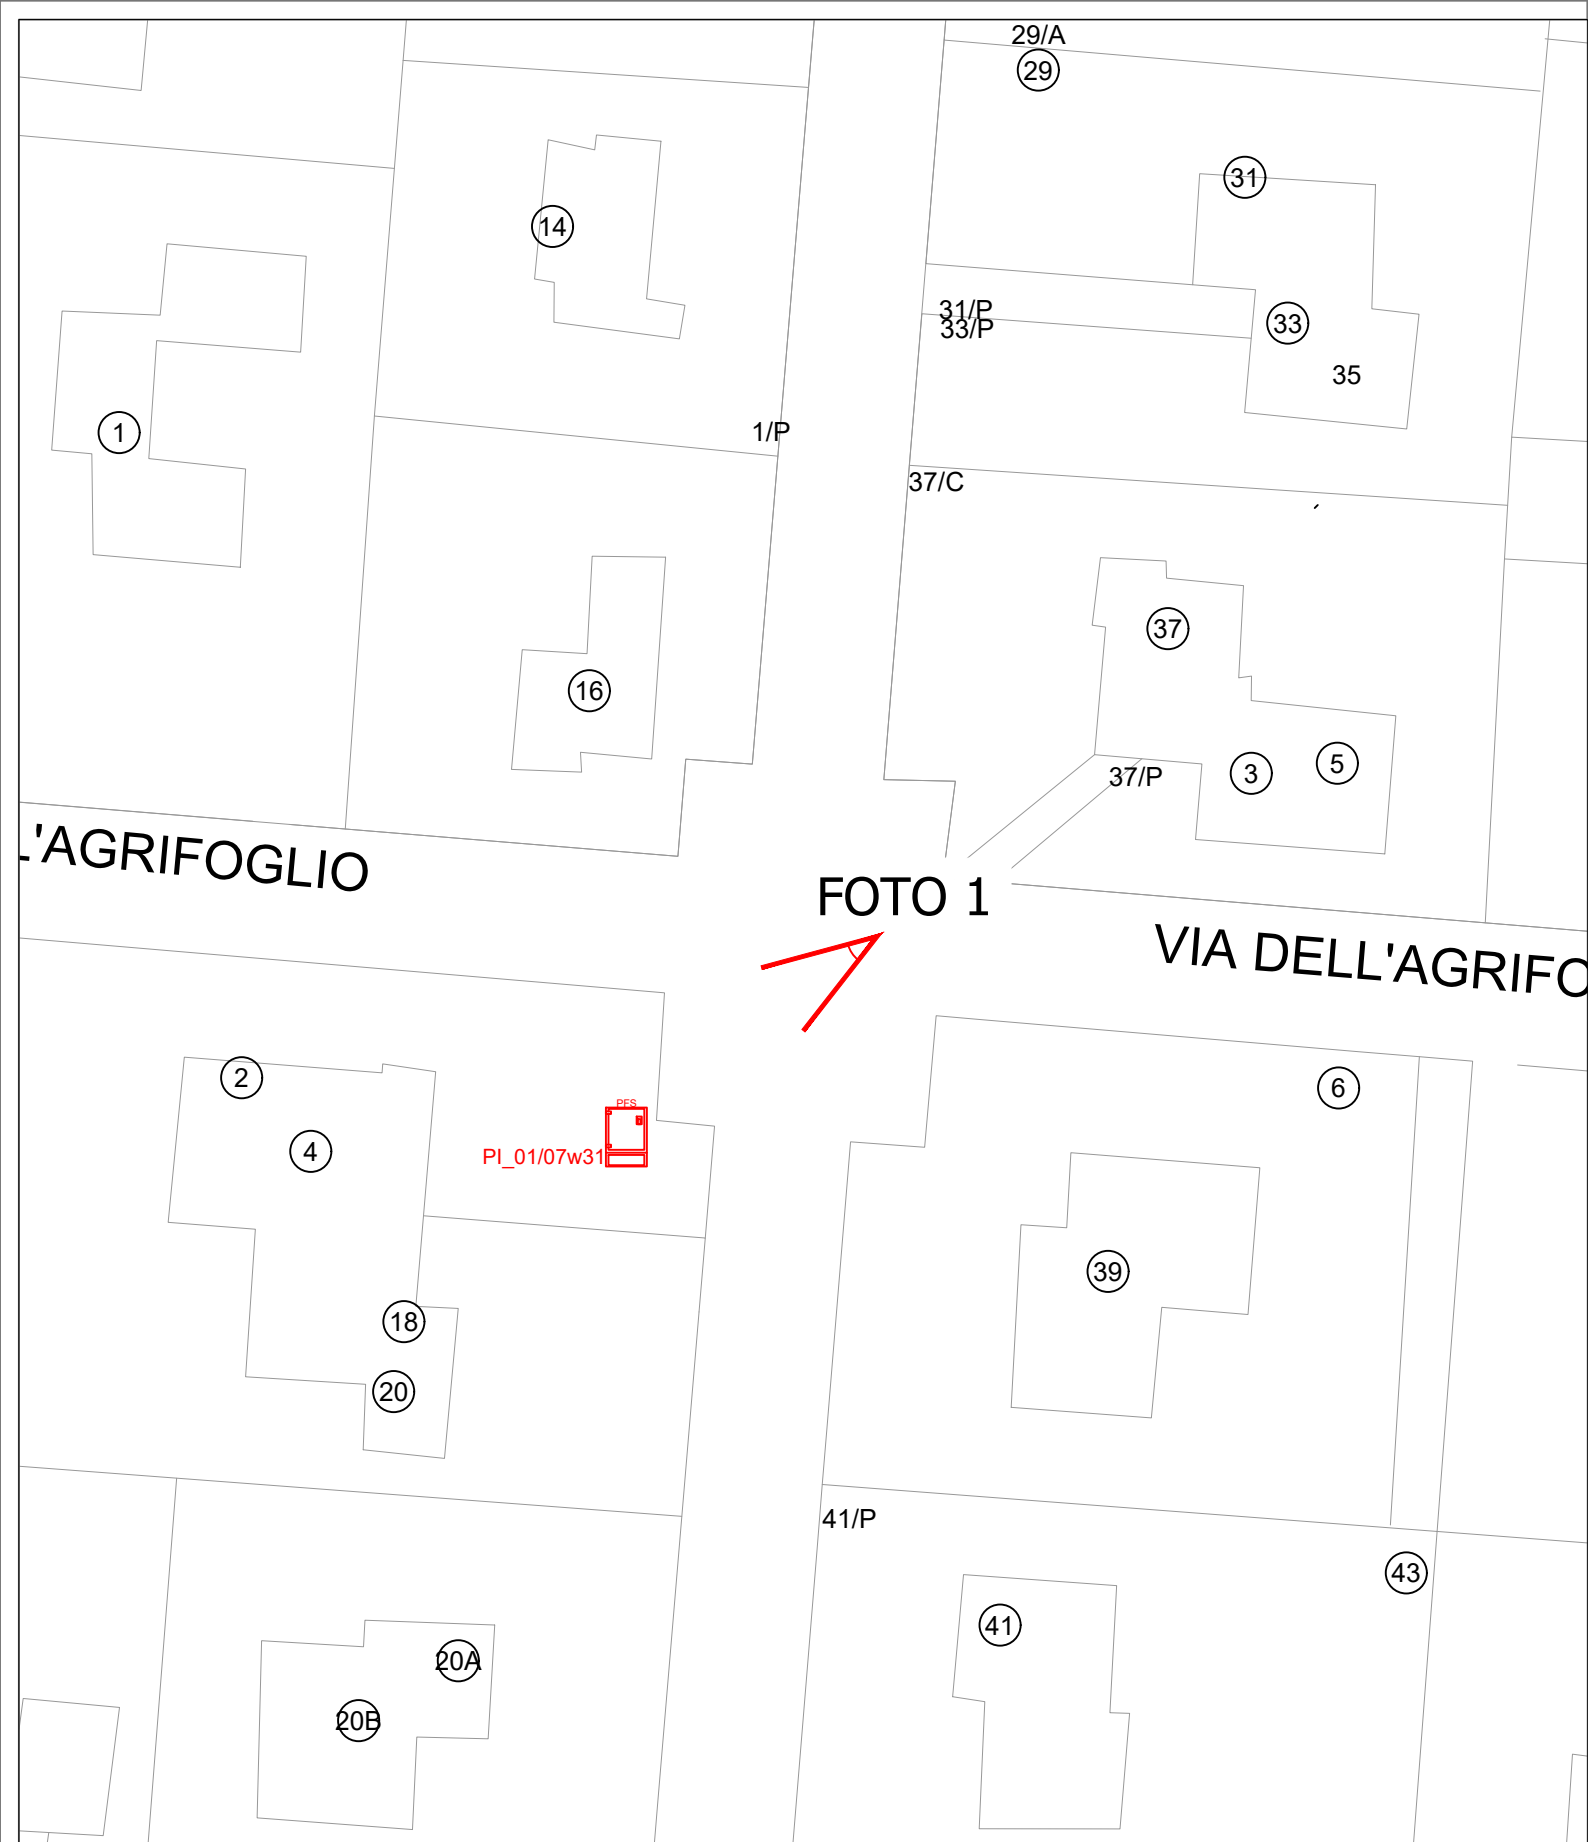 29/A
29
31
14
31/P
33/P
33
35
1
1/P
37/C
37
16
3
5
37/P
L'AGRIFOGLIO
FOTO 1
VIA DELL'AGRIFO
2
6
PFS
4
PI_01/07w31
39
18
20
41/P
43
41
20A
20B